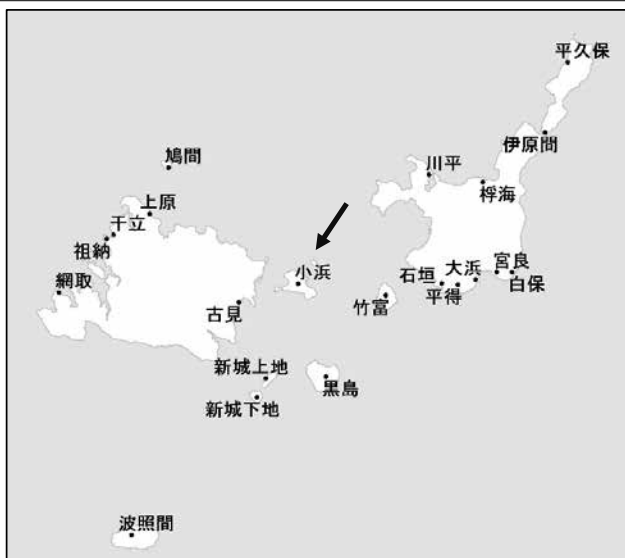 平久保
伊原間
鳩間
川平
桴海
上原
干立
祖納
小浜
大浜
宮良
石垣
白保
網取
平得
竹富
古見
新城上地
黒島
新城下地
波照間